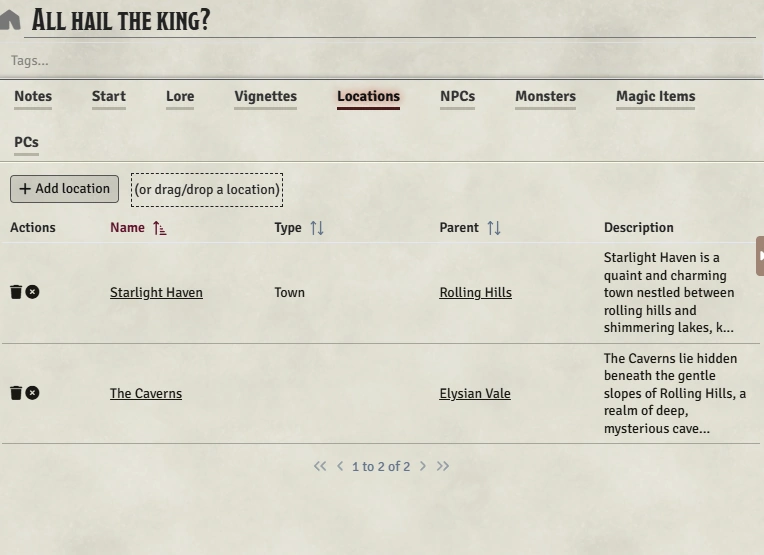 All hail the king?
Tags...
Notes Start Lore Vignettes Locations NPCs Monsters Magic Items
PCs
+ Add location (or drag/drop a location)
Actions Name Type Parent Description
Starlight Haven Town Rolling Hills Starlight Haven is a
quaint and charming
town nestled between
rolling hills and
shimmering lakes, k...
The Caverns Elysian Vale The Caverns lie hidden
beneath the gentle
slopes of Rolling Hills, a
realm of deep,
mysterious cave...
1 to 2 of 2